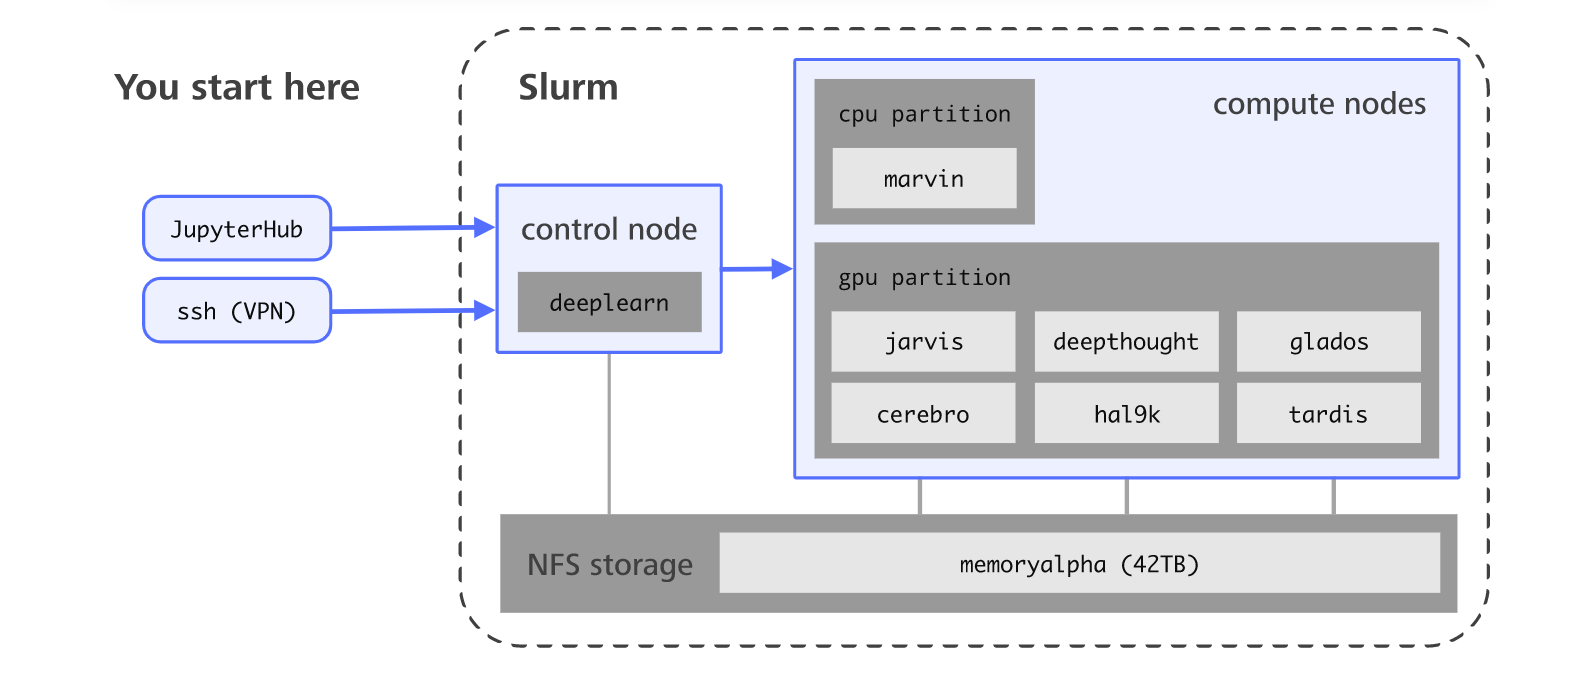 You start here
Slurm
compute nodes
cpu partition
marvin
JupyterHub
ssh (VPN)
control node
deeplearn
gpu partition
jarvis
deepthought
glados
cerebro
hal9k
tardis
NFS storage
memoryalpha (42TB)